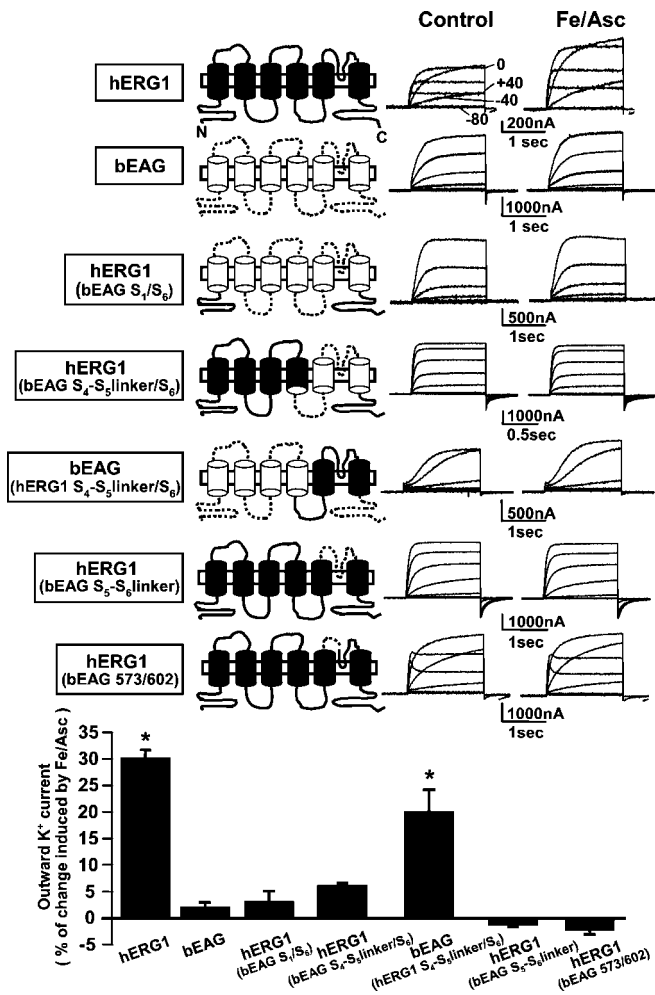 Control Fe/Asc
hERG1
0
+40
-40
-80
N C
200nA
1 sec
bEAG
1000nA
1 sec
hERG1
(bEAG S1/S6)
500nA
1sec
hERG1
(bEAG S4-S5linker/S6)
1000nA
0.5sec
bEAG
(hERG1 S4-S5linker/S6)
500nA
1sec
hERG1
(bEAG S5-S6linker)
1000nA
1sec
hERG1
(bEAG 573/602)
1000nA
1sec
Outward K+ current
( % of change induced by Fe/Asc )
35
30
25
20
15
10
5
0
-5
*
*
hERG1
bEAG
hERG1
(bEAG S1/S6)
hERG1
(bEAG S4-S5linker/S6)
bEAG
(hERG1 S4-S5linker/S6)
hERG1
(bEAG S5-S6linker)
hERG1
(bEAG 573/602)